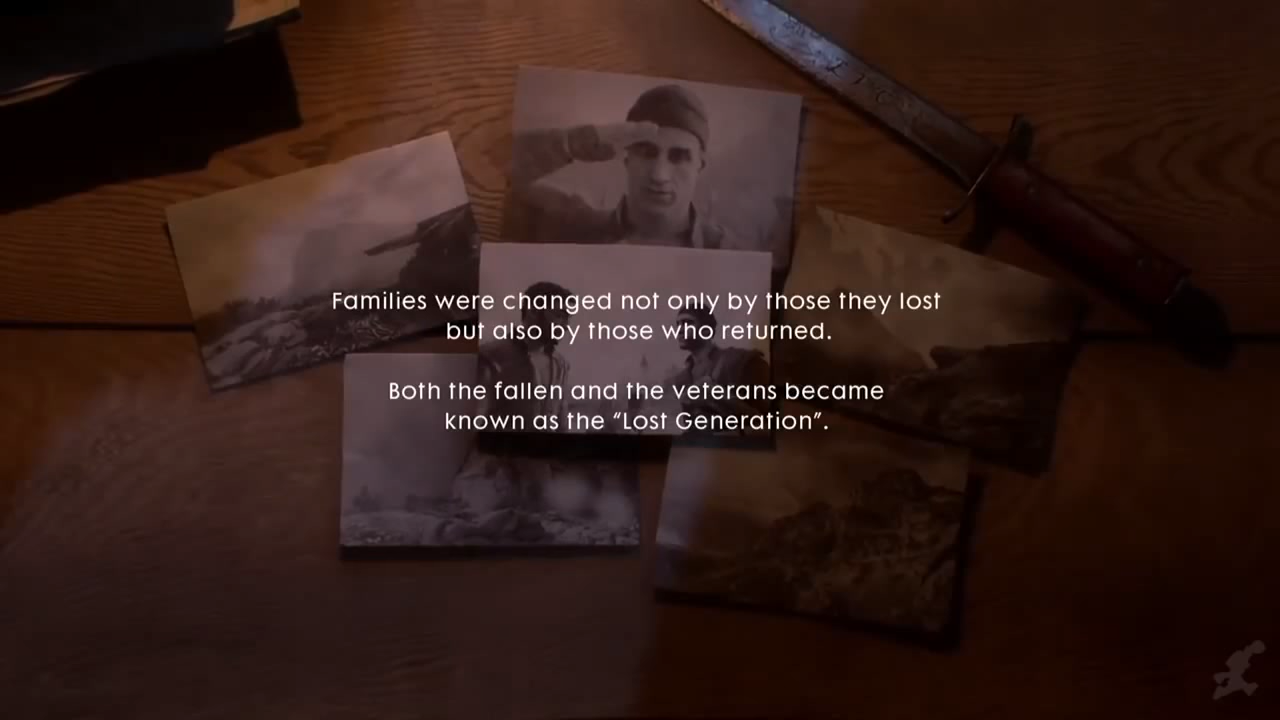 Families were changed not only by those they lost
but also by those who returned.
Both the fallen and the veterans became
known as the “Lost Generation”.